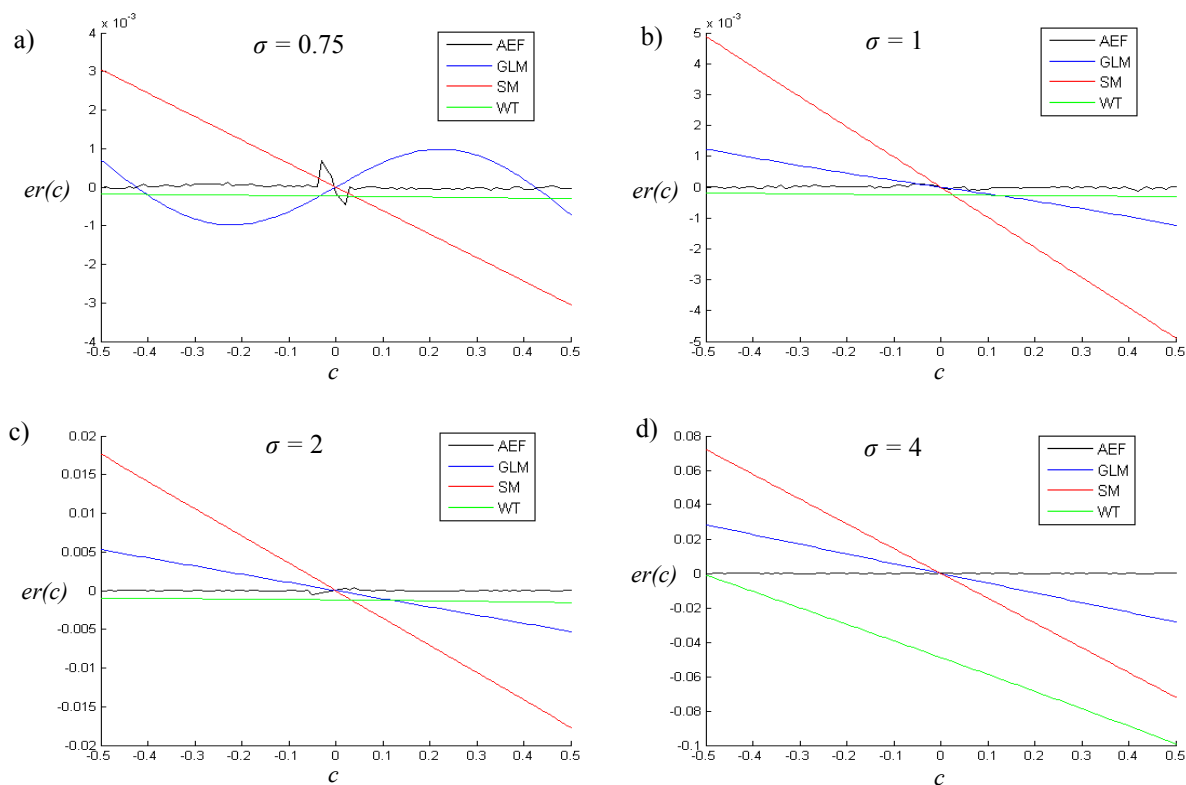 a)
× 10⁻³
σ = 0.75
AEF
GLM
SM
WT
4
3
2
1
0
-1
-2
-3
-4
er(c)
-0.5 -0.4 -0.3 -0.2 -0.1 0 0.1 0.2 0.3 0.4 0.5
c
b)
× 10⁻³
σ = 1
AEF
GLM
SM
WT
5
4
3
2
1
0
-1
-2
-3
-4
-5
er(c)
-0.5 -0.4 -0.3 -0.2 -0.1 0 0.1 0.2 0.3 0.4 0.5
c
c)
σ = 2
AEF
GLM
SM
WT
0.02
0.015
0.01
0.005
0
-0.005
-0.01
-0.015
-0.02
er(c)
-0.5 -0.4 -0.3 -0.2 -0.1 0 0.1 0.2 0.3 0.4 0.5
c
d)
σ = 4
AEF
GLM
SM
WT
0.08
0.06
0.04
0.02
0
-0.02
-0.04
-0.06
-0.08
-0.1
er(c)
-0.5 -0.4 -0.3 -0.2 -0.1 0 0.1 0.2 0.3 0.4 0.5
c